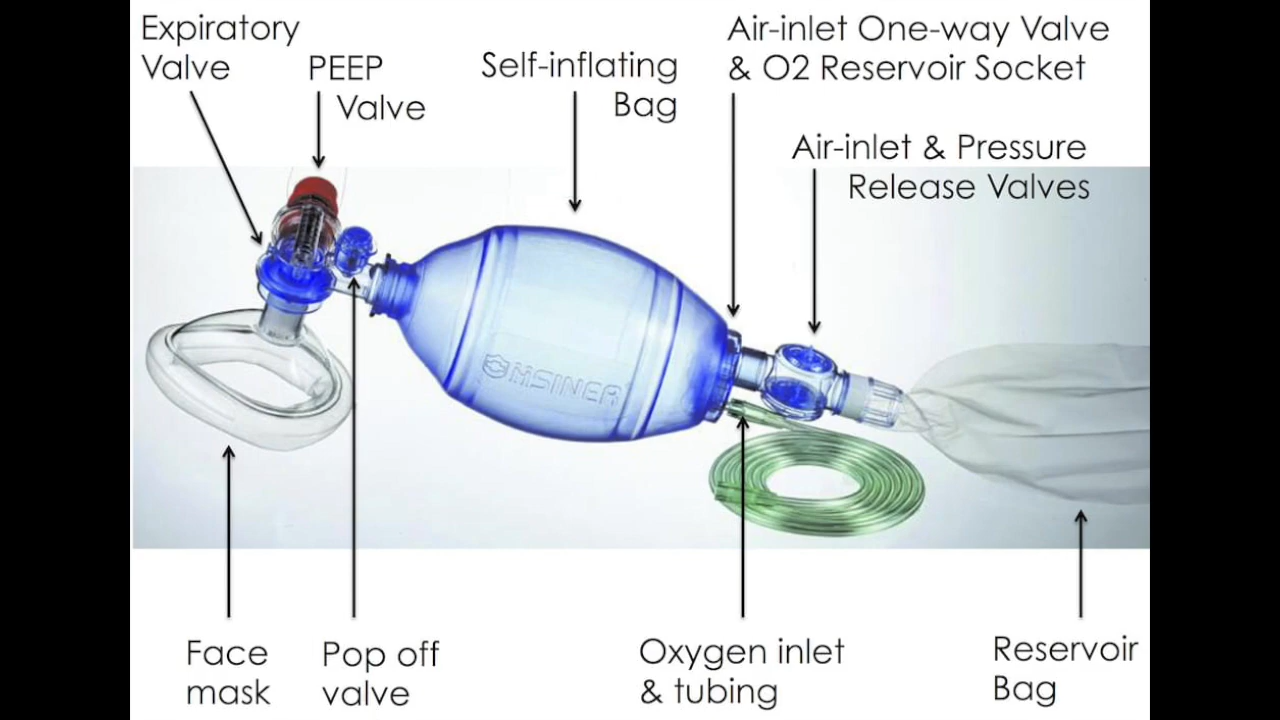 Expiratory
Valve
PEEP
Valve
Self-inflating
Bag
Air-inlet One-way Valve
& O2 Reservoir Socket
Air-inlet & Pressure
Release Valves
HSINER
Face
mask
Pop off
valve
Oxygen inlet
& tubing
Reservoir
Bag